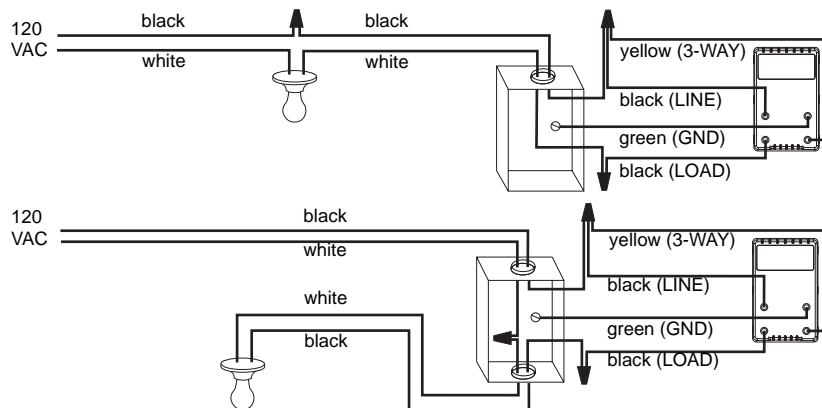 120
VAC
black
black
white
white
yellow (3-WAY)
black (LINE)
green (GND)
black (LOAD)
120
VAC
black
white
yellow (3-WAY)
black (LINE)
white
green (GND)
black
black (LOAD)